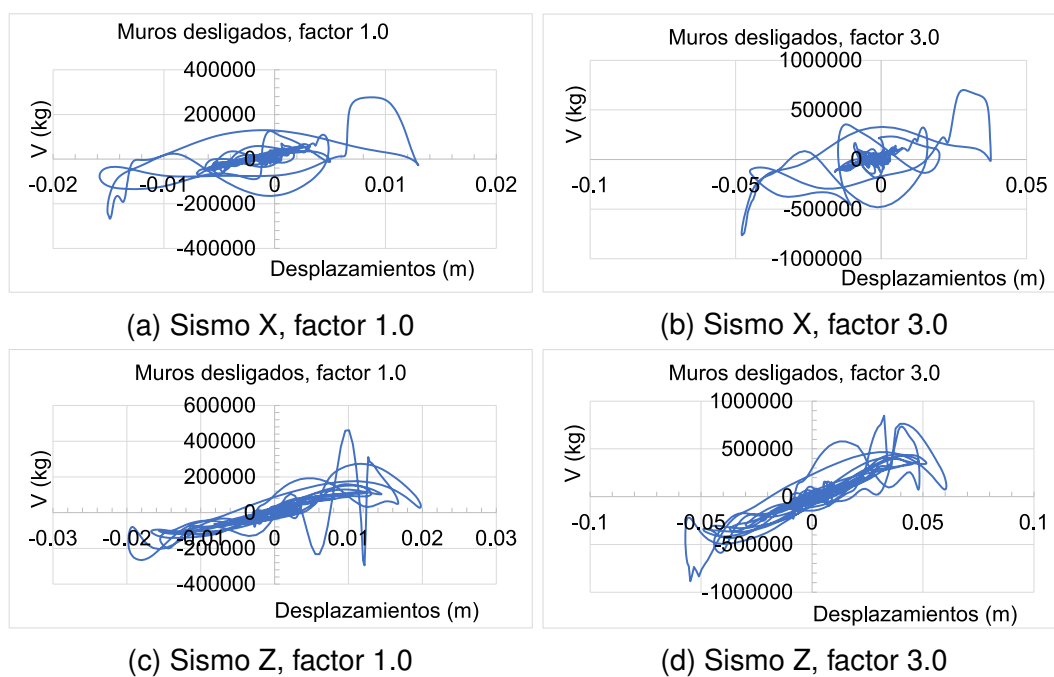 Muros desligados, factor 1.0
400000
200000
0
-200000
-400000
-0.02
-0.01
0
0.01
0.02
V (kg)
Desplazamientos (m)
(a) Sismo X, factor 1.0
Muros desligados, factor 3.0
1000000
500000
0
-500000
-1000000
-0.1
-0.05
0
0.05
V (kg)
Desplazamientos (m)
(b) Sismo X, factor 3.0
Muros desligados, factor 1.0
600000
400000
200000
0
-200000
-400000
-0.03
-0.02
-0.01
0
0.01
0.02
0.03
V (kg)
Desplazamientos (m)
(c) Sismo Z, factor 1.0
Muros desligados, factor 3.0
1000000
500000
0
-500000
-1000000
-0.1
-0.05
0
0.05
0.1
V (kg)
Desplazamientos (m)
(d) Sismo Z, factor 3.0